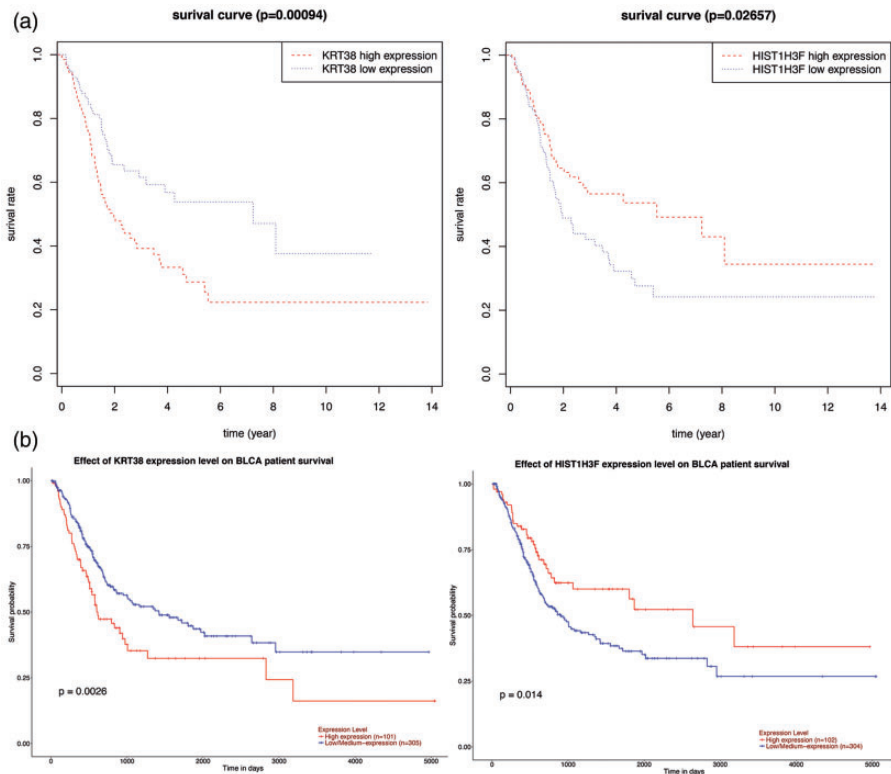 (a)
surival curve (p=0.00094)
KRT38 high expression
KRT38 low expression
surival rate
1.0
0.8
0.6
0.4
0.2
0.0
0 2 4 6 8 10 12 14
time (year)
surival curve (p=0.02657)
HIST1H3F high expression
HIST1H3F low expression
surival rate
1.0
0.8
0.6
0.4
0.2
0.0
0 2 4 6 8 10 12 14
time (year)
(b)
Effect of KRT38 expression level on BLCA patient survival
Survival probability
1.00
0.75
0.50
0.25
0.00
p = 0.0026
Expression Level
High expression (n=101)
Low/Medium-expression (n=305)
0 1000 2000 3000 4000 5000
Time in days
Effect of HIST1H3F expression level on BLCA patient survival
Survival probability
1.00
0.75
0.50
0.25
0.00
p = 0.014
Expression Level
High expression (n=102)
Low/Medium-expression (n=304)
0 1000 2000 3000 4000 5000
Time in days